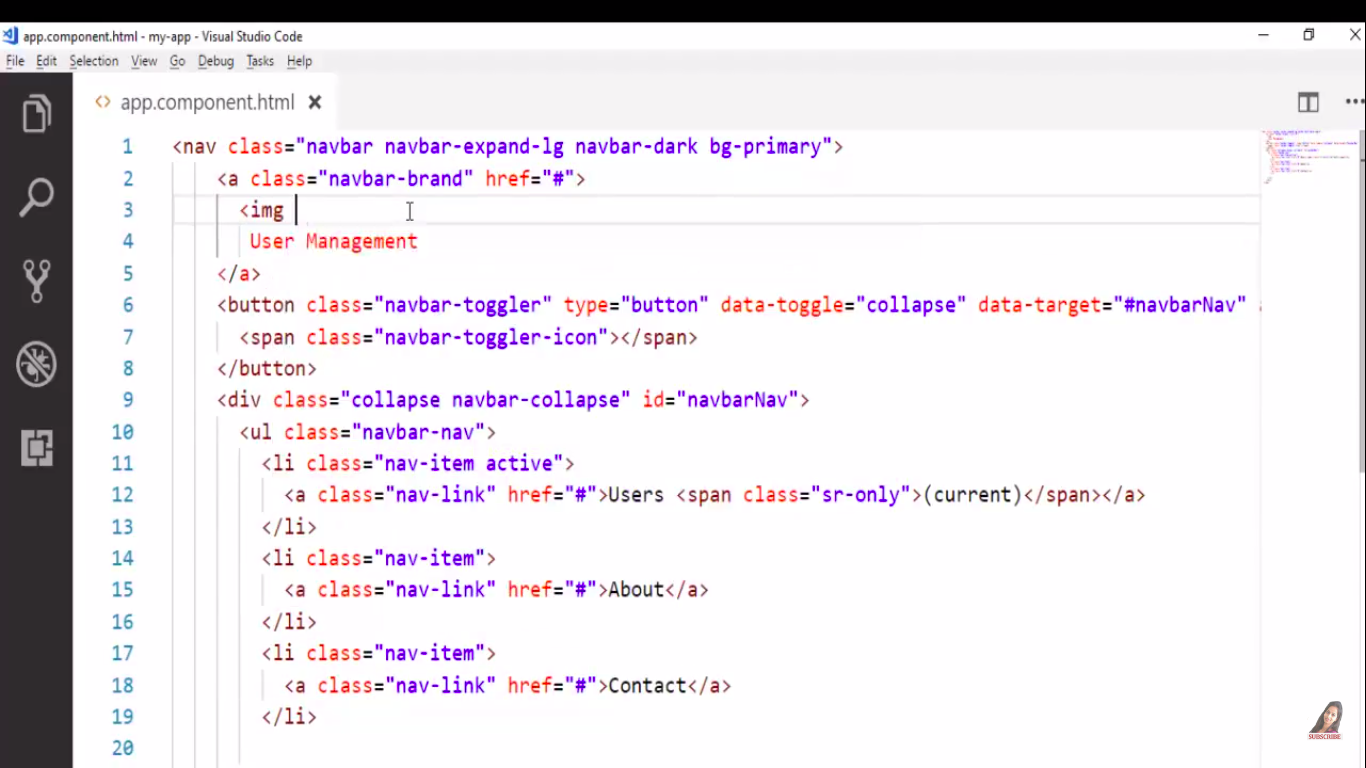 app.component.html - my-app - Visual Studio Code
File Edit Selection View Go Debug Tasks Help
<> app.component.html
1 <nav class="navbar navbar-expand-lg navbar-dark bg-primary">
2 <a class="navbar-brand" href="#">
3 <img
4 User Management
5 </a>
6 <button class="navbar-toggler" type="button" data-toggle="collapse" data-target="#navbarNav"
7 <span class="navbar-toggler-icon"></span>
8 </button>
9 <div class="collapse navbar-collapse" id="navbarNav">
10 <ul class="navbar-nav">
11 <li class="nav-item active">
12 <a class="nav-link" href="#">Users <span class="sr-only">(current)</span></a>
13 </li>
14 <li class="nav-item">
15 <a class="nav-link" href="#">About</a>
16 </li>
17 <li class="nav-item">
18 <a class="nav-link" href="#">Contact</a>
19 </li>
20
SUBSCRIBE